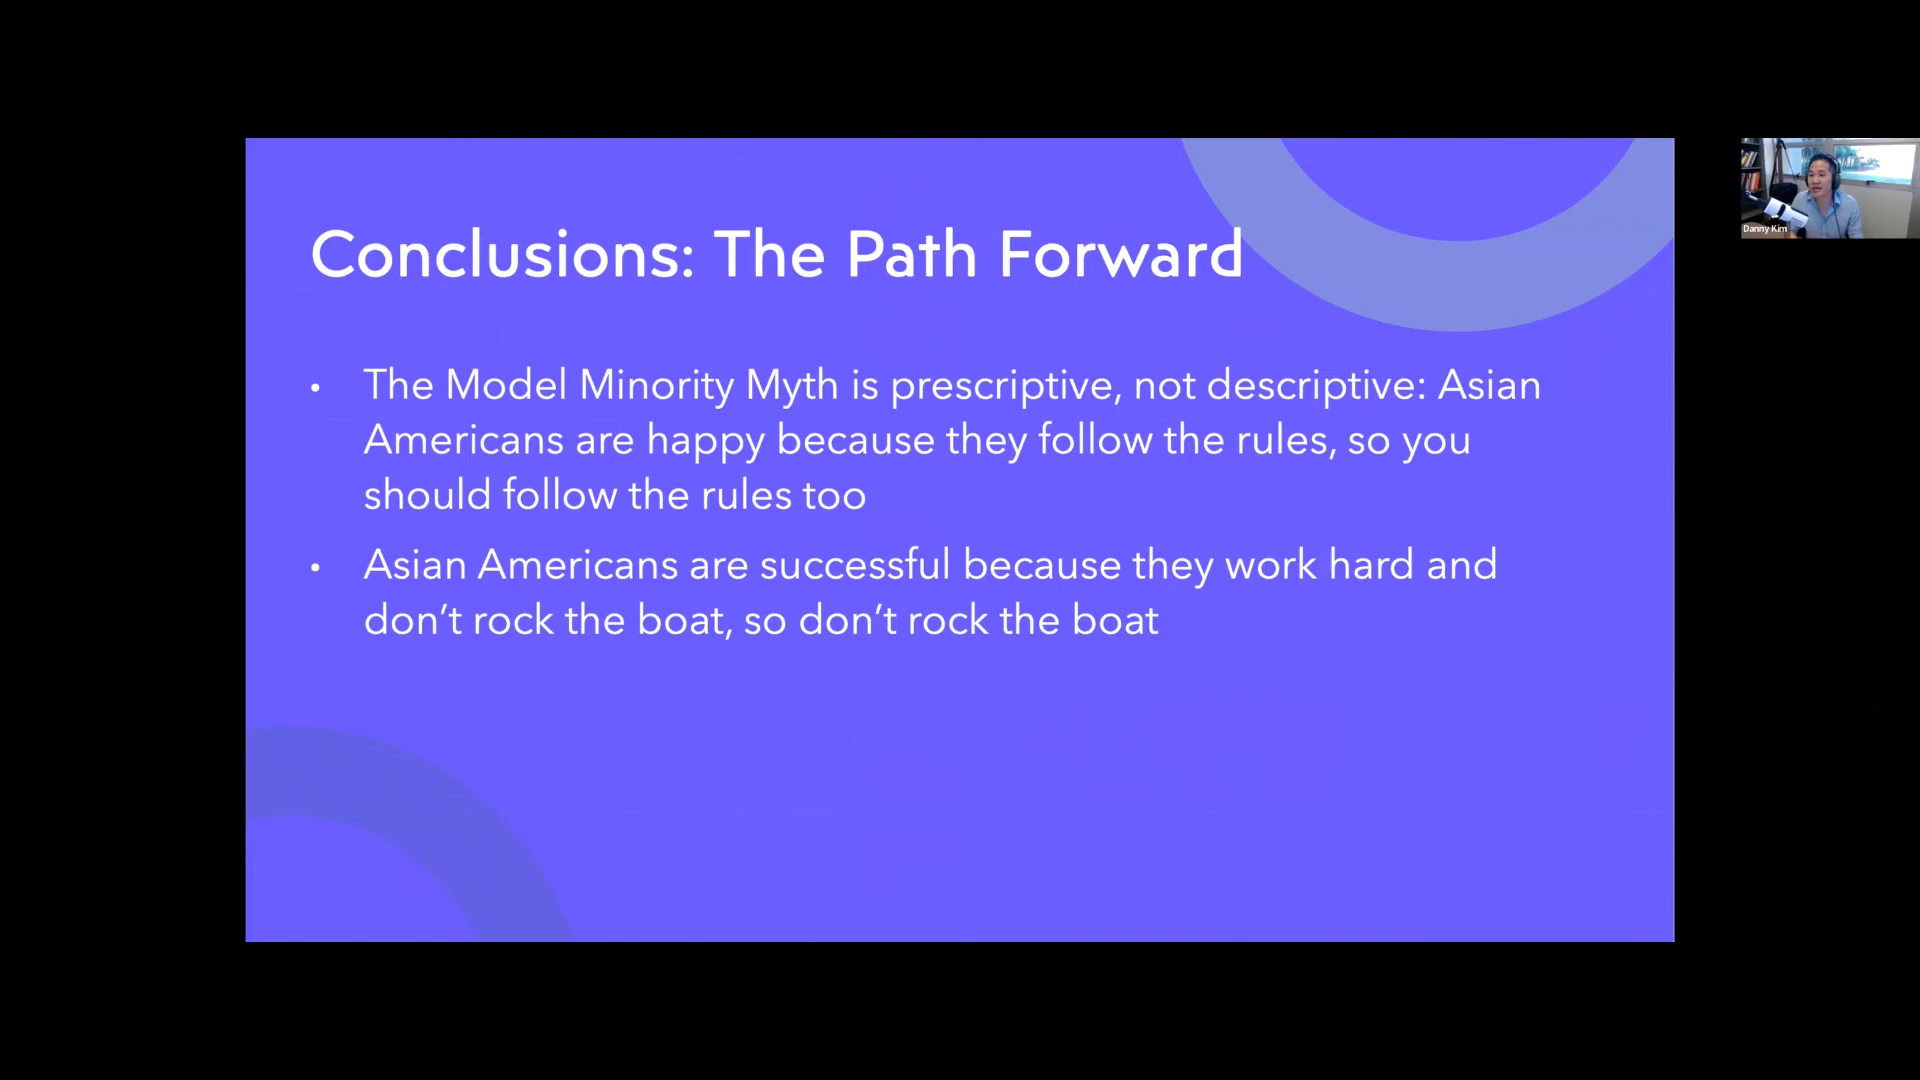 Conclusions: The Path Forward
• The Model Minority Myth is prescriptive, not descriptive: Asian
Americans are happy because they follow the rules, so you
should follow the rules too
• Asian Americans are successful because they work hard and
don’t rock the boat, so don’t rock the boat
Danny Kim